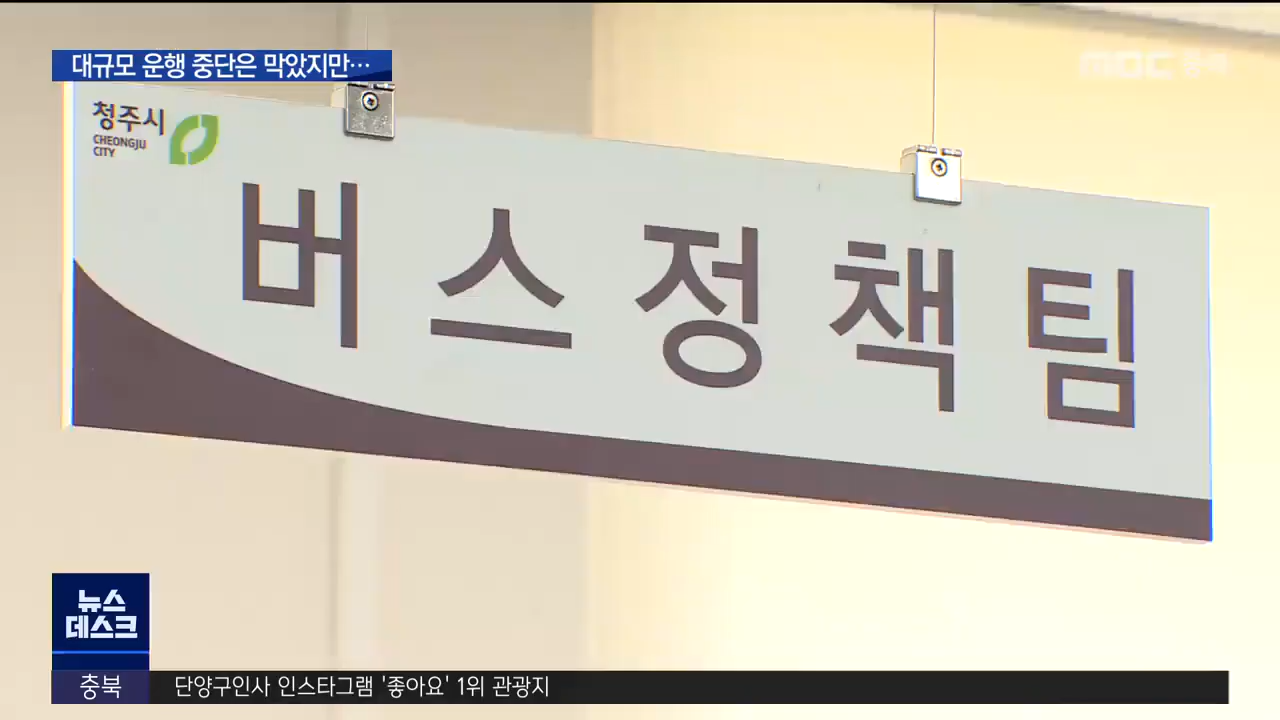 대규모 운행 중단은 막았지만…
MBC 충북
청주시
CHEONGJU
CITY
버스정책팀
뉴스
데스크
충북
단양구인사 인스타그램 '좋아요' 1위 관광지